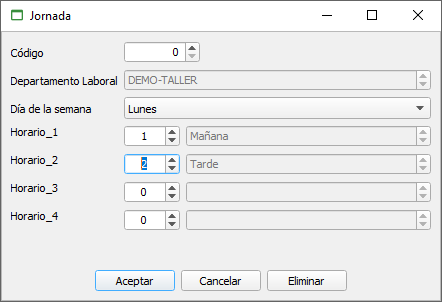 Jornada
Código 0
Departamento Laboral DEMO-TALLER
Día de la semana Lunes
Horario_1 1 Mañana
Horario_2 2 Tarde
Horario_3 0
Horario_4 0
Aceptar Cancelar Eliminar